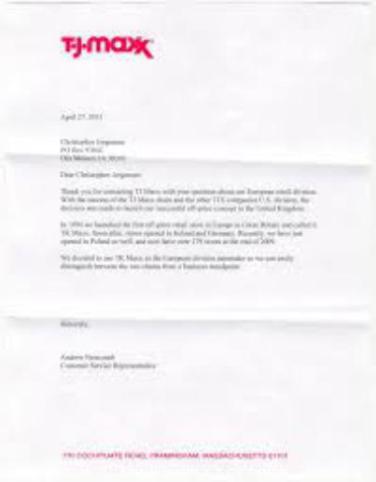 T·J·maxx
April 27, 2011
Christopher Jorgensen
PO Box
Des Moines IA
Dear Christopher Jorgensen:
Thank you for contacting TJ Maxx with your question about our European retail division.
With the success of the TJ Maxx chain and the other TJX companies U.S. division, the
decision was made to launch our successful off-price concept in the United Kingdom.
In 1994 we launched the first off-price retail store in Europe in Great Britain and called it
TK Maxx. Soon after, stores opened in Ireland and Germany. Recently, we have just
opened in Poland as well, and now have over 270 stores at the end of 2009.
We decided to use TK Maxx as the European division namesake so we can easily
distinguish between the two chains from a business standpoint.
Sincerely,
Andrew
Customer Service Representative
770 COCHITUATE ROAD, FRAMINGHAM, MASSACHUSETTS 01701